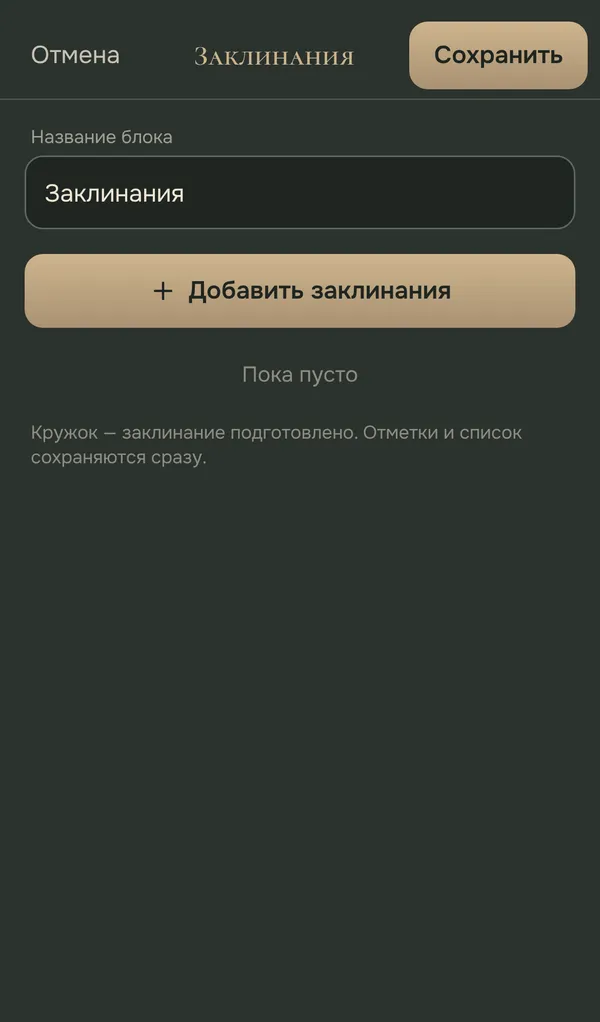 Отмена
Заклинания
Сохранить
Название блока
Заклинания
+ Добавить заклинания
Пока пусто
Кружок — заклинание подготовлено. Отметки и список
сохраняются сразу.